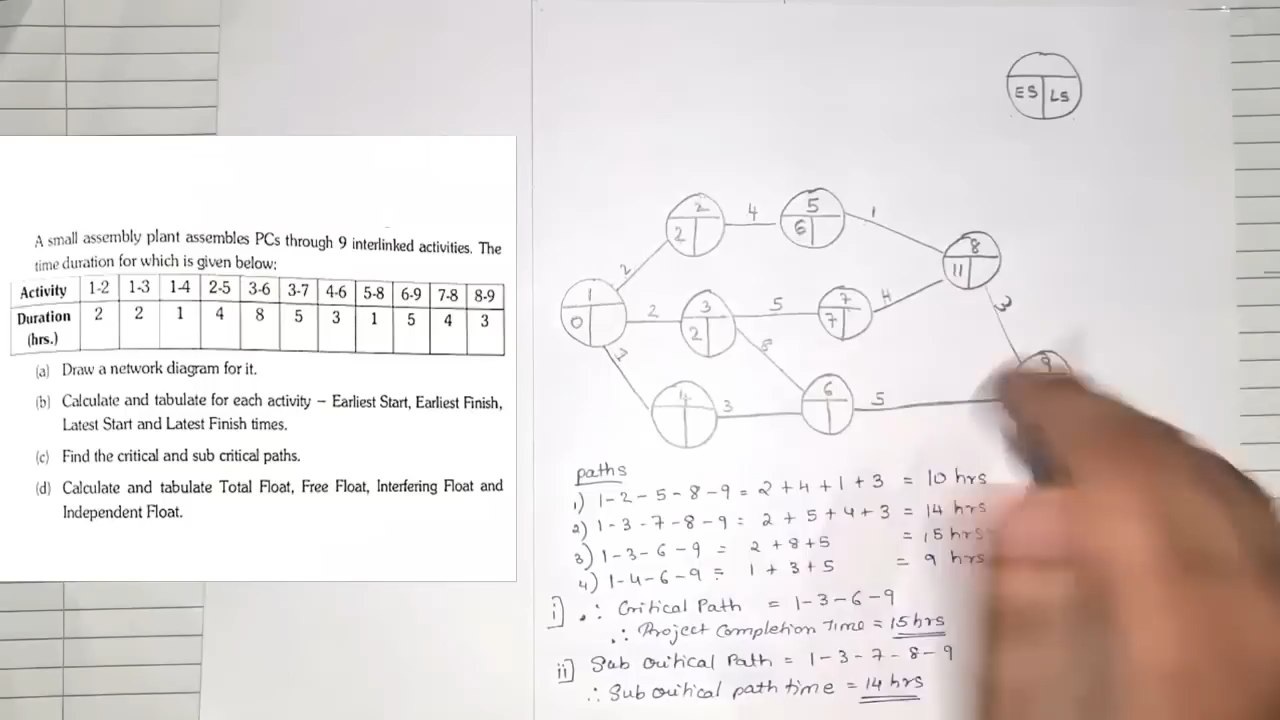 A small assembly plant assembles PCs through 9 interlinked activities. The
time duration for which is given below:
Activity 1-2 1-3 1-4 2-5 3-6 3-7 4-6 5-8 6-9 7-8 8-9
Duration (hrs.) 2 2 1 4 8 5 3 1 5 4 3
(a) Draw a network diagram for it.
(b) Calculate and tabulate for each activity – Earliest Start, Earliest Finish,
Latest Start and Latest Finish times.
(c) Find the critical and sub critical paths.
(d) Calculate and tabulate Total Float, Free Float, Interfering Float and
Independent Float.
ES LS
2 4 5 1
2 6
2 8
11
1 3 5 7 4
0 2 2 7 3
8 9
4 3 6 5
paths
1) 1-2-5-8-9 = 2+4+1+3 = 10 hrs
2) 1-3-7-8-9 = 2+5+4+3 = 14 hrs
3) 1-3-6-9 = 2+8+5 = 15 hrs
4) 1-4-6-9 = 1+3+5 = 9 hrs
i] ∴ Critical Path = 1-3-6-9
∴ Project Completion Time = 15 hrs
ii] Sub critical Path = 1-3-7-8-9
∴ Sub critical path time = 14 hrs